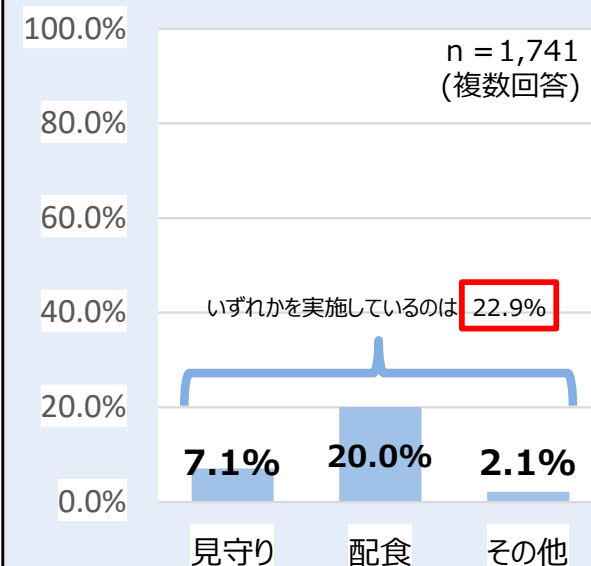 100.0%
n = 1,741
(複数回答)
80.0%
60.0%
40.0%
いずれかを実施しているのは 22.9%
20.0%
7.1% 20.0% 2.1%
0.0%
見守り 配食 その他